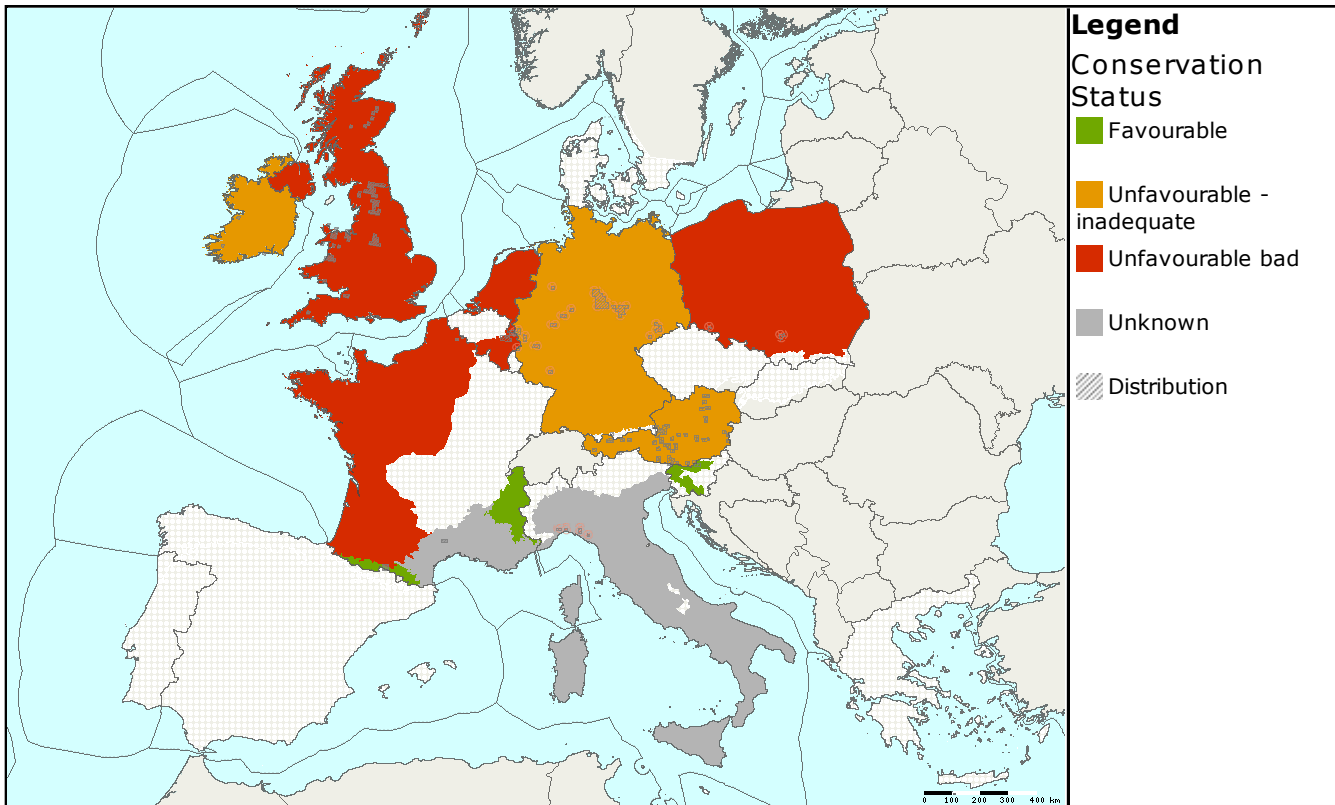 Legend
Conservation
Status
Favourable
Unfavourable -
inadequate
Unfavourable bad
Unknown
Distribution
0 100 200 300 400 km